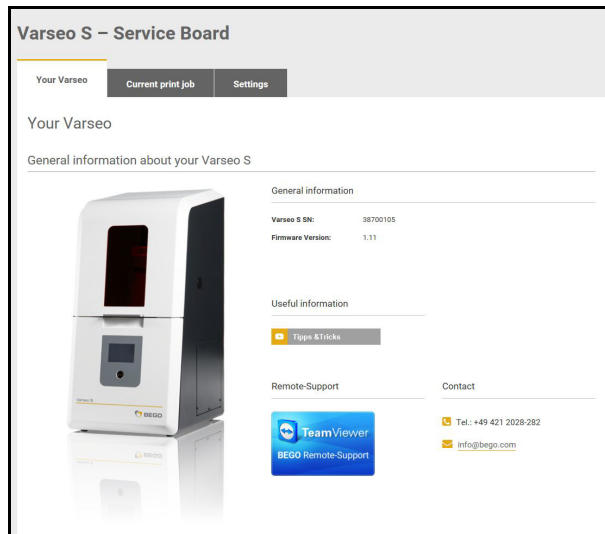 Varseo S – Service Board
Your Varseo
Current print job
Settings
Your Varseo
General information about your Varseo S
General information
Varseo S SN: 38700105
Firmware Version: 1.11
Useful information
Tipps &Tricks
Remote-Support
Contact
TeamViewer
BEGO Remote-Support
Tel.: +49 421 2028-282
info@bego.com
Varseo S
BEGO